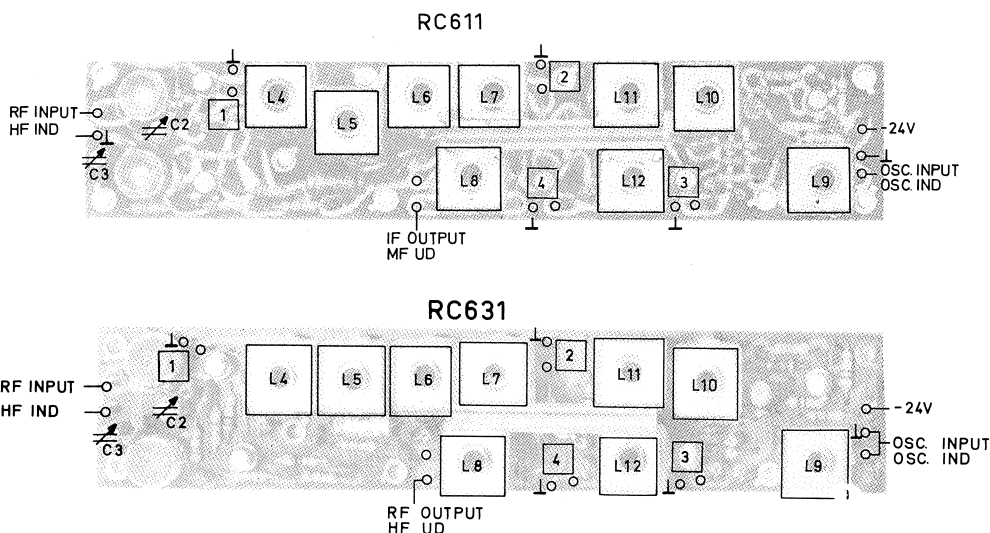 RC611
2
L4
L6
L7
L11
L10
1
L5
RF INPUT
HF IND
C2
C3
-24V
OSC. INPUT
OSC. IND
L8
4
L12
3
L9
IF OUTPUT
MF UD
RC631
1
2
L4
L5
L6
L7
L11
L10
RF INPUT
HF IND
C2
C3
-24V
OSC. INPUT
OSC. IND
L8
4
L12
3
L9
RF OUTPUT
HF UD